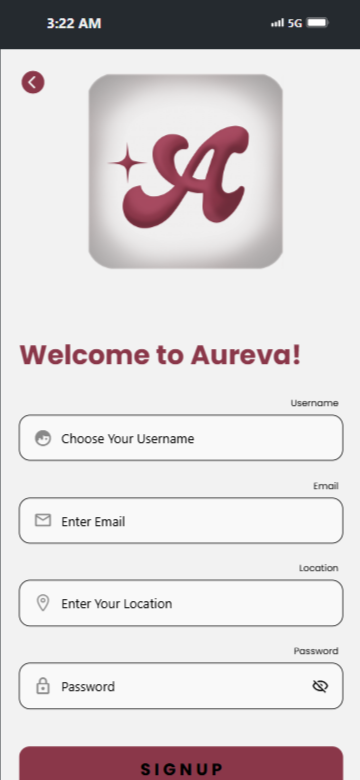 3:22 AM
5G
A
Welcome to Aureva!
Username
Choose Your Username
Email
Enter Email
Location
Enter Your Location
Password
Password
SIGNUP